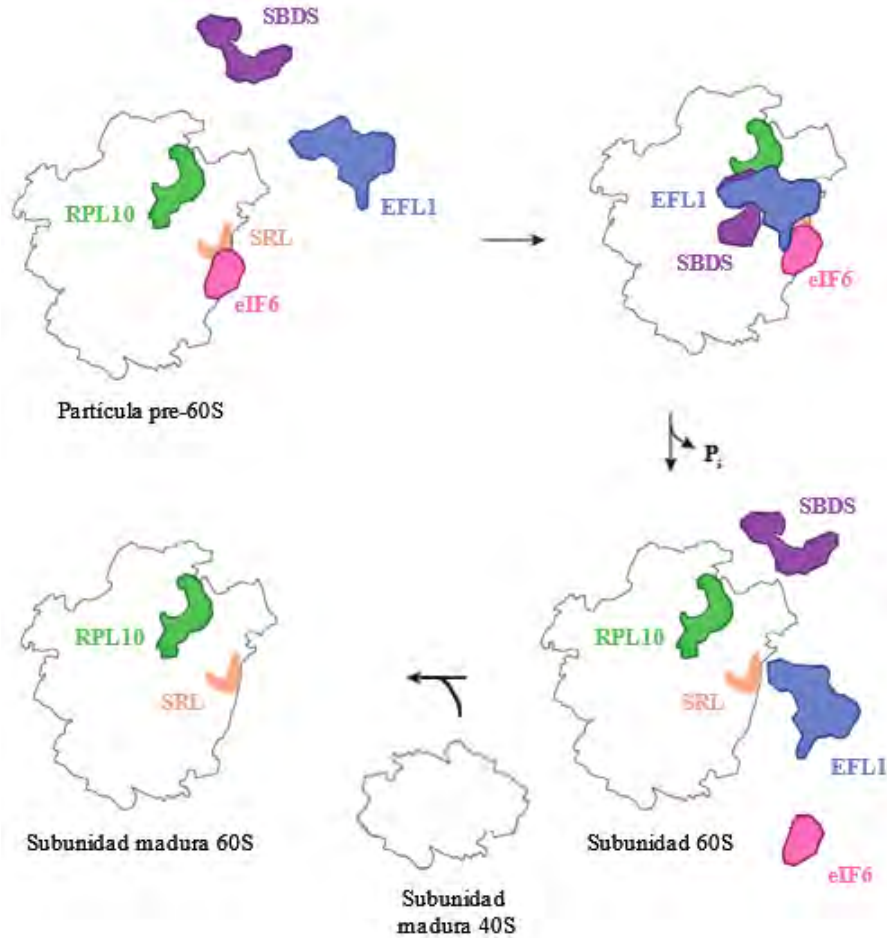 SBDS
EFL1
RPL10
SRL
eIF6
Partícula pre-60S
EFL1
SBDS
eIF6
Pi
SBDS
RPL10
SRL
EFL1
eIF6
Subunidad 60S
RPL10
SRL
Subunidad madura 60S
Subunidad
madura 40S